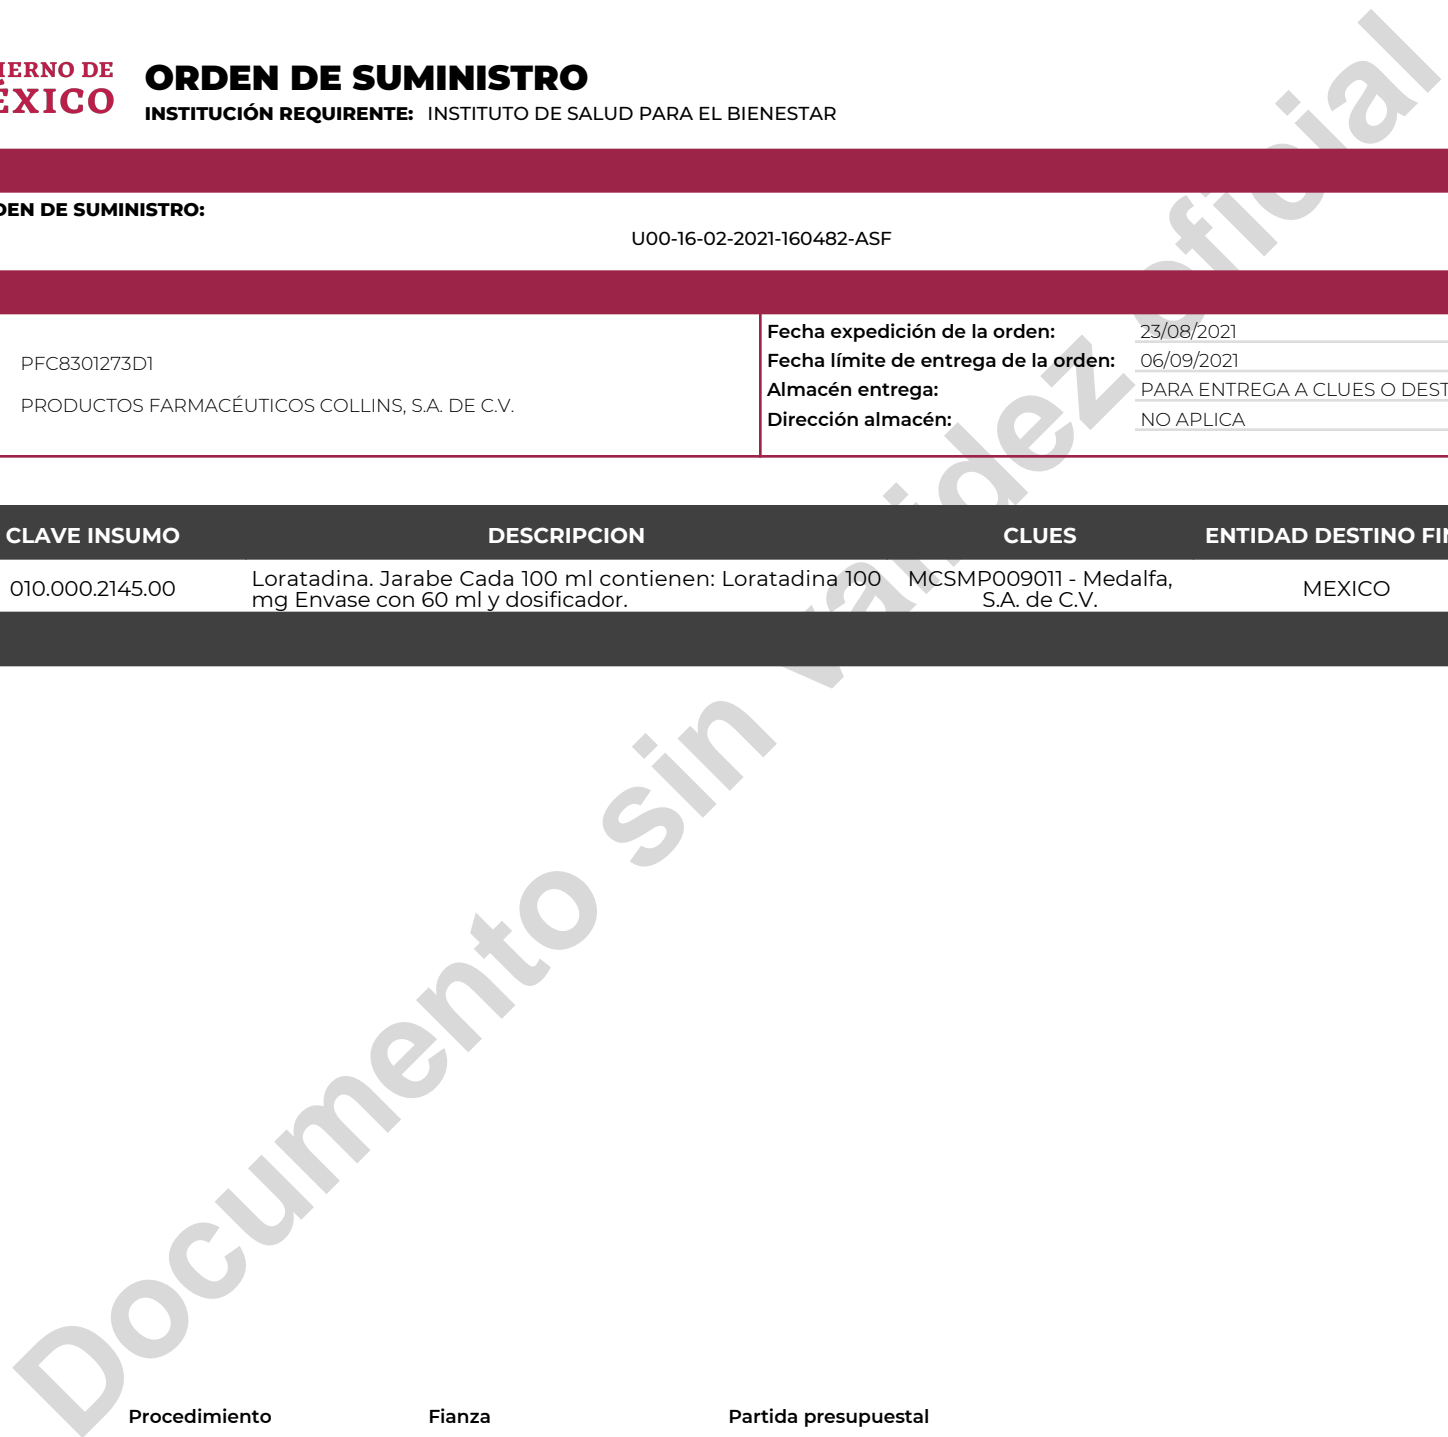 IERNO DE
ÉXICO
ORDEN DE SUMINISTRO
INSTITUCIÓN REQUIRENTE: INSTITUTO DE SALUD PARA EL BIENESTAR
DEN DE SUMINISTRO:
U00-16-02-2021-160482-ASF
PFC8301273D1
PRODUCTOS FARMACÉUTICOS COLLINS, S.A. DE C.V.
Fecha expedición de la orden: 23/08/2021
Fecha límite de entrega de la orden: 06/09/2021
Almacén entrega: PARA ENTREGA A CLUES O DEST
Dirección almacén: NO APLICA
CLAVE INSUMO DESCRIPCION CLUES ENTIDAD DESTINO FIN
010.000.2145.00
Loratadina. Jarabe Cada 100 ml contienen: Loratadina 100
mg Envase con 60 ml y dosificador.
MCSMP009011 - Medalfa,
S.A. de C.V.
MEXICO
Documento sin validez oficial
Procedimiento Fianza Partida presupuestal